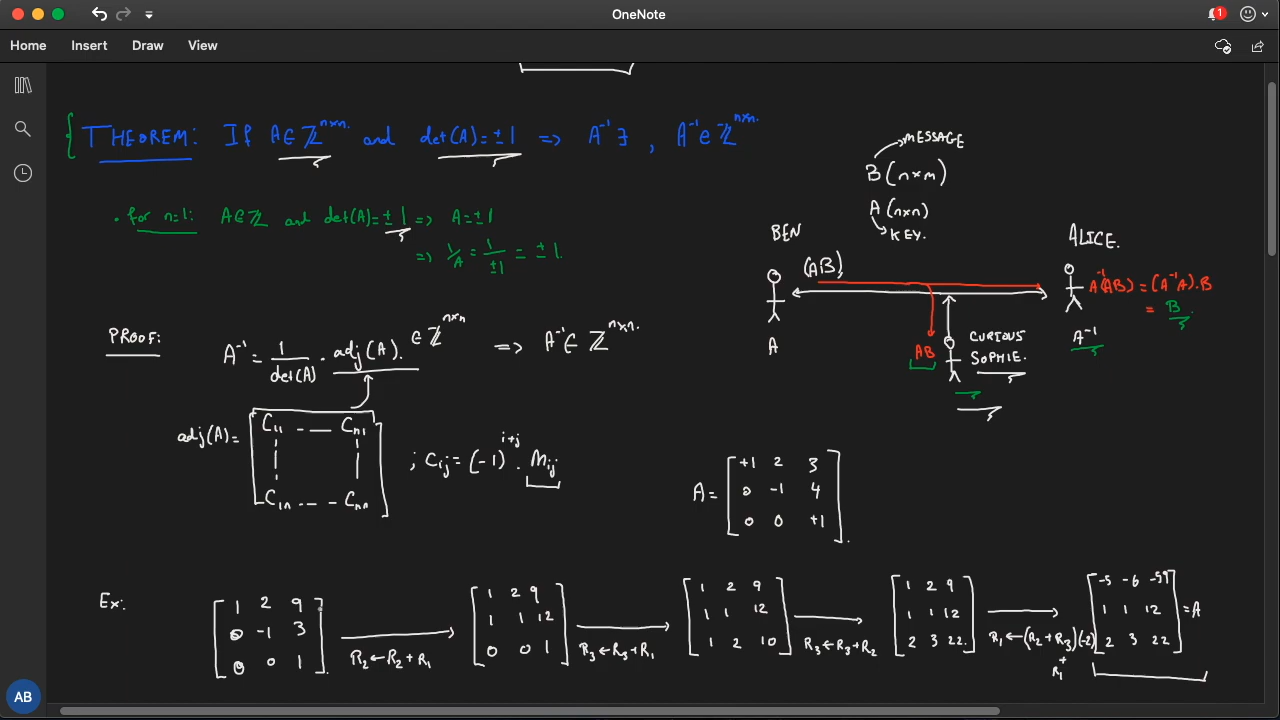 OneNote
1
Home Insert Draw View
THEOREM: If A∈ℤⁿˣⁿ and det(A)=±1 => A⁻¹∃, A⁻¹∈ℤⁿˣⁿ.
MESSAGE
B(n×m)
A(n×n)
KEY.
• for n=1: A∈ℤ and det(A)=±1 => A=±1
=> 1/A = 1/±1 = ±1.
BEN
ALICE.
(AB)
A⁻¹(AB) = (A⁻¹A).B
= B
A
AB
CURIOUS
SOPHIE.
A⁻¹
PROOF:
A⁻¹ = 1/det(A) · adj(A). ∈ℤⁿˣⁿ => A⁻¹∈ℤⁿˣⁿ.
adj(A)= [ C₁₁ - — Cₙ₁
C₁ₙ — - - Cₙₙ ] ; Cᵢⱼ = (-1)ⁱ⁺ʲ . Mᵢⱼ
A= [ +1 2 3
0 -1 4
0 0 +1 ].
Ex:
[ 1 2 9
0 -1 3
0 0 1 ].
R₂←R₂+R₁
[ 1 2 9
1 1 12
0 0 1 ]
R₃←R₃+R₁
[ 1 2 9
1 1 12
1 2 10 ]
R₃←R₃+R₂
[ 1 2 9
1 1 12
2 3 22. ]
R₁←(R₂+R₃)(-2)
+
R₁
[ -5 -6 -59
1 1 12
2 3 22 ] = A
AB